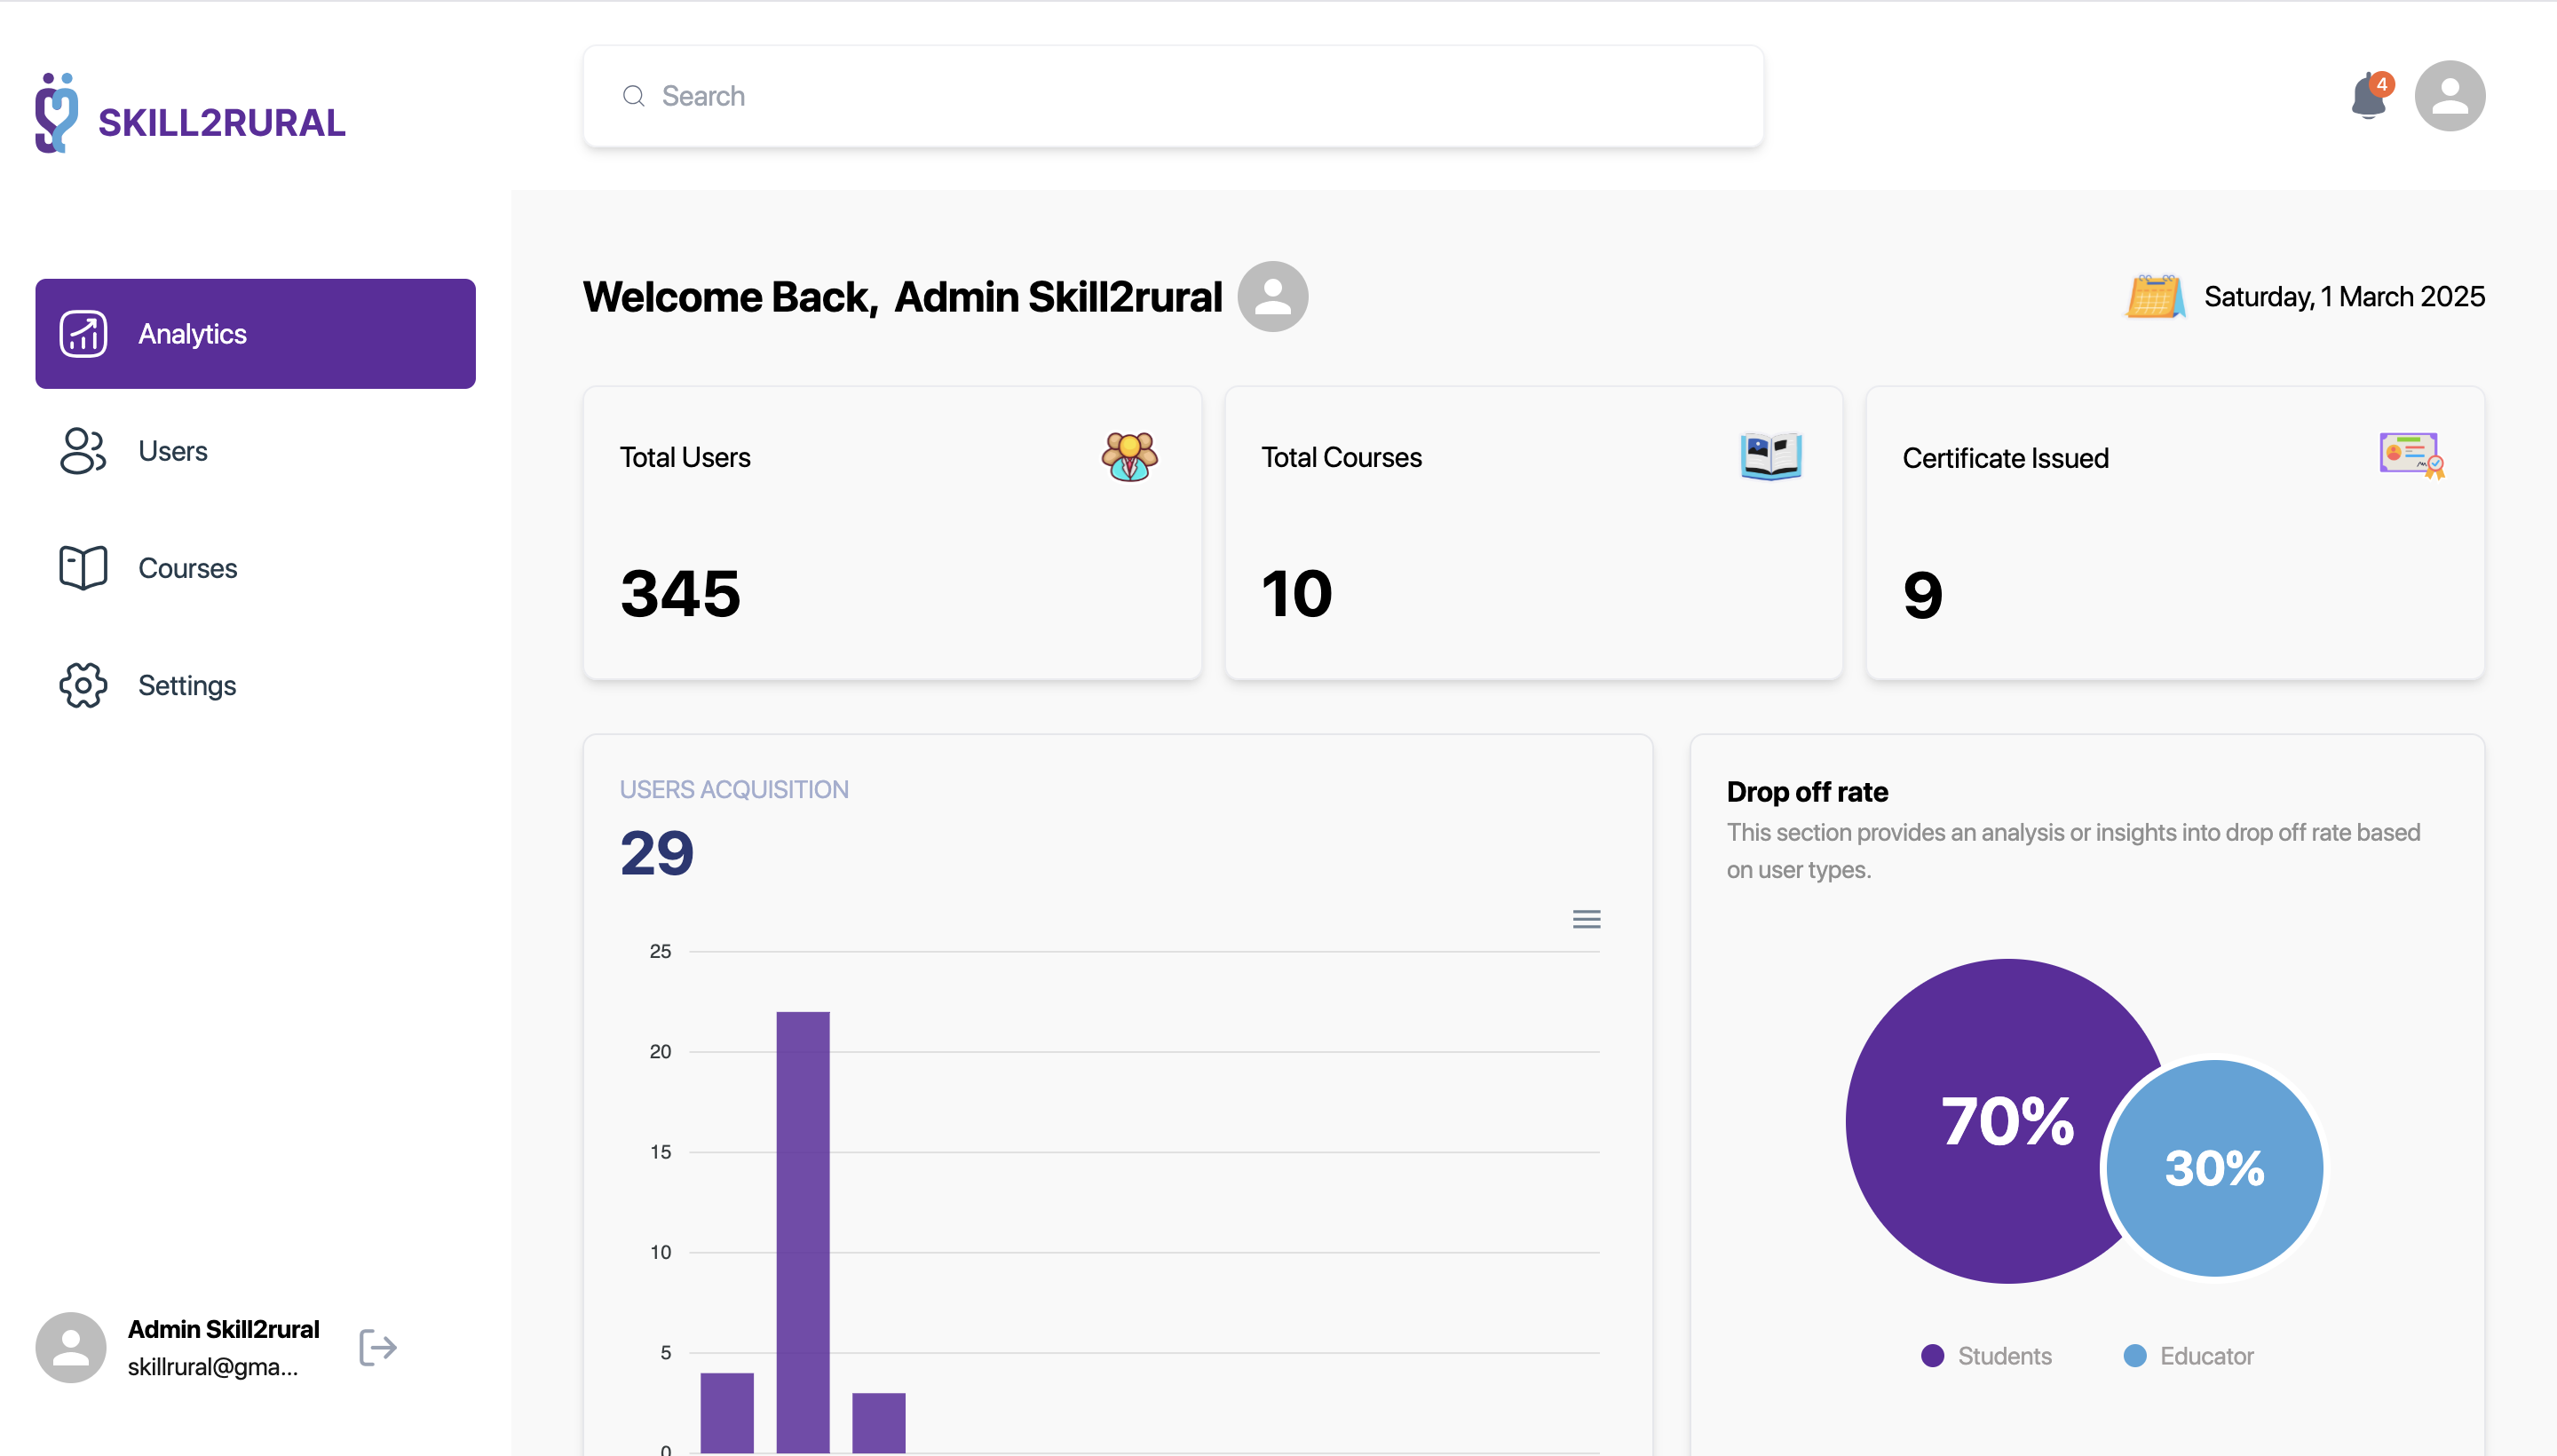 SKILL2RURAL
Search
4
Analytics
Users
Courses
Settings
Admin Skill2rural
skillrural@gma...
Welcome Back, Admin Skill2rural
Saturday, 1 March 2025
Total Users
345
Total Courses
10
Certificate Issued
9
USERS ACQUISITION
29
25
20
15
10
5
0
Drop off rate
This section provides an analysis or insights into drop off rate based
on user types.
70%
30%
Students
Educator